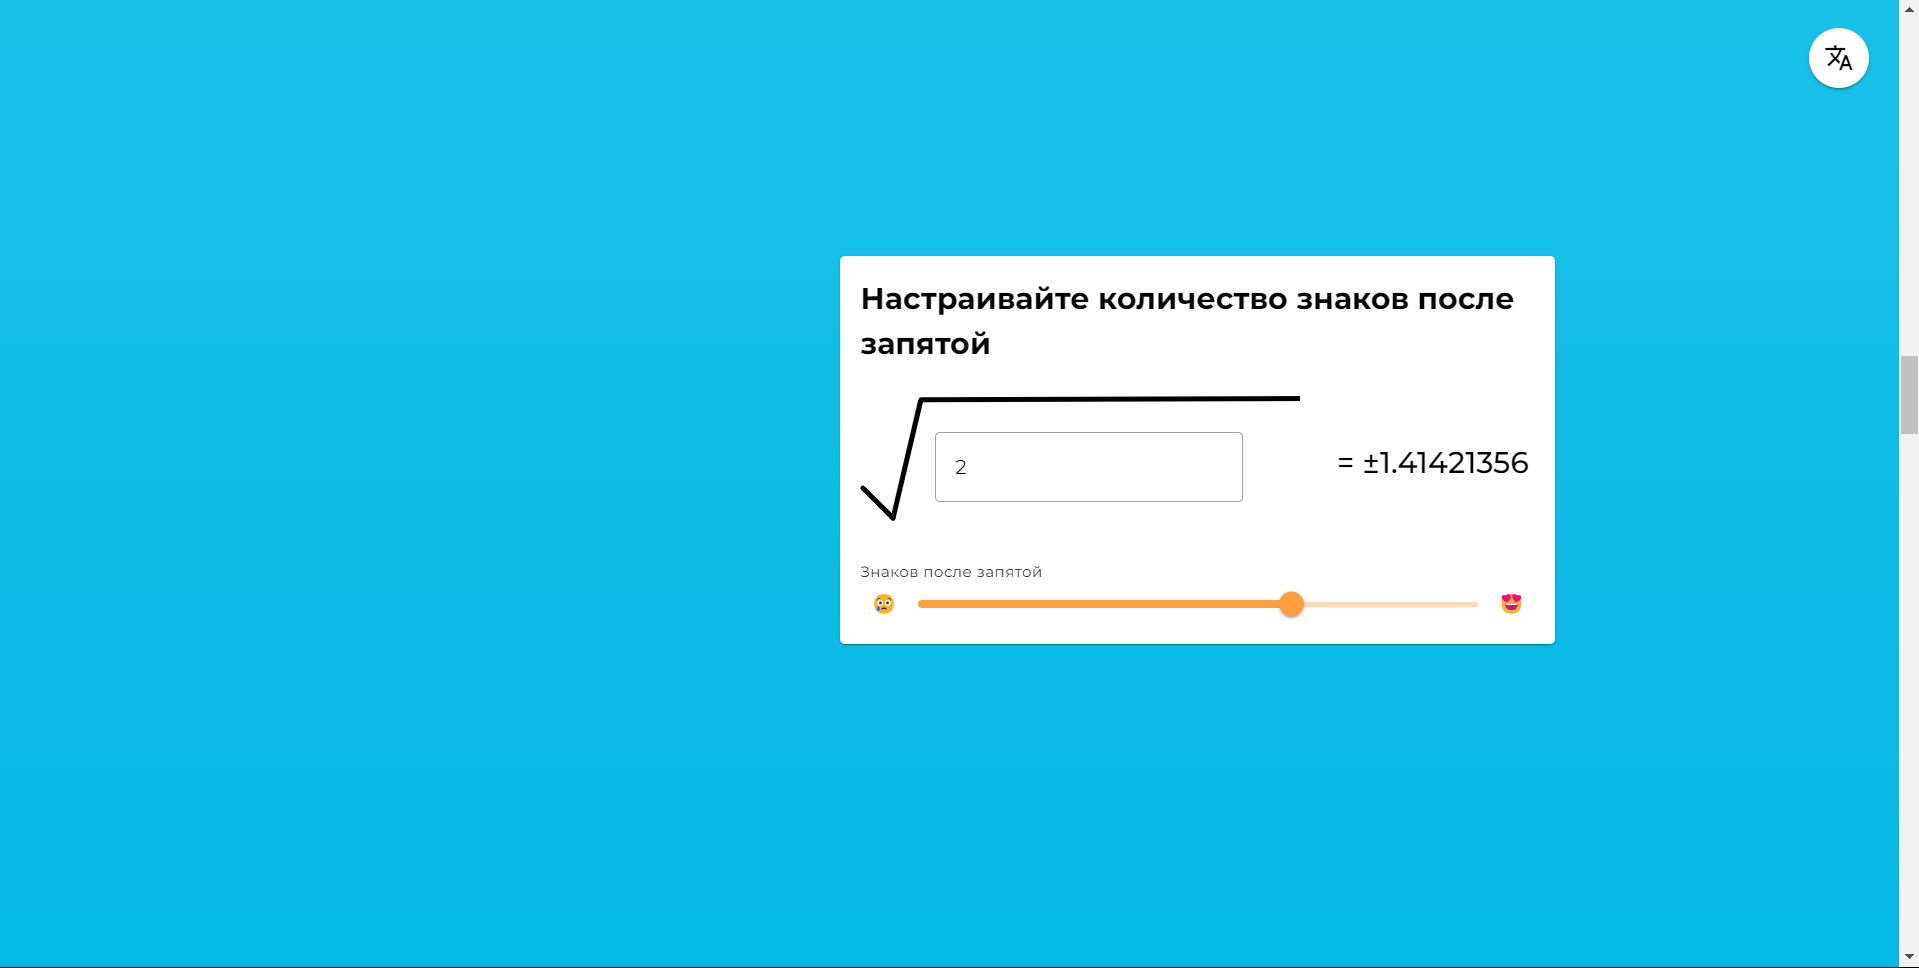 Настраивайте количество знаков после
запятой
2
= ±1.41421356
Знаков после запятой